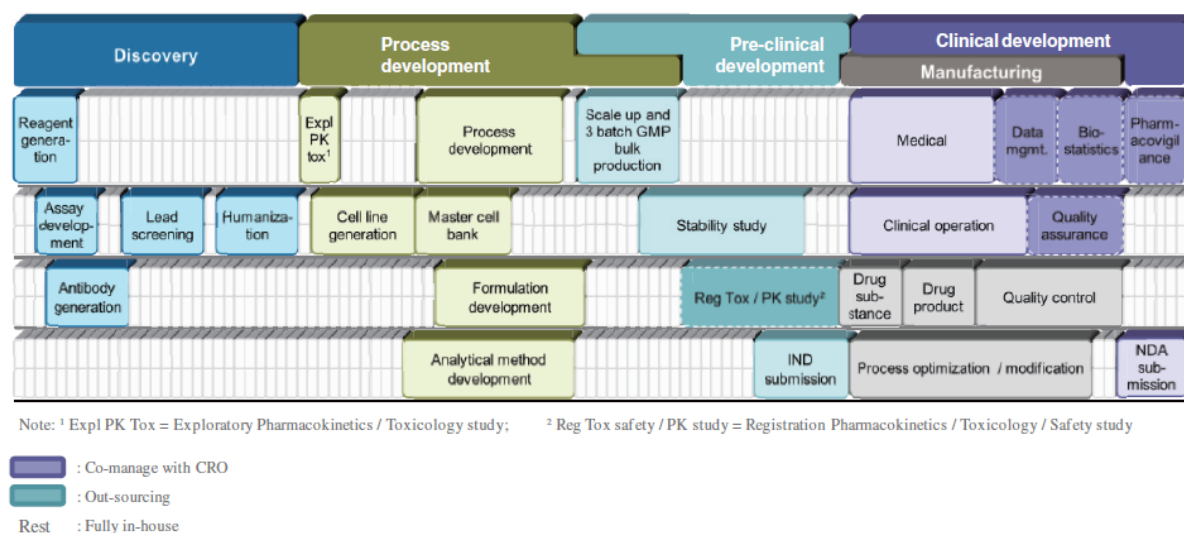 Discovery
Process
development
Pre-clinical
development
Clinical development
Manufacturing
Reagent
genera-
tion
Expl
PK
tox¹
Process
development
Scale up and
3 batch GMP
bulk
production
Medical
Data
mgmt.
Bio-
statistics
Pharm-
acovigil
ance
Assay
develop-
ment
Lead
screening
Humaniza-
tion
Cell line
generation
Master cell
bank
Stability study
Clinical operation
Quality
assurance
Antibody
generation
Formulation
development
Reg Tox / PK study²
Drug
sub-
stance
Drug
product
Quality control
Analytical method
development
IND
submission
Process optimization / modification
NDA
sub-
mission
Note: ¹ Expl PK Tox = Exploratory Pharmacokinetics / Toxicology study; ² Reg Tox safety / PK study = Registration Pharmacokinetics / Toxicology / Safety study
: Co-manage with CRO
: Out-sourcing
Rest : Fully in-house